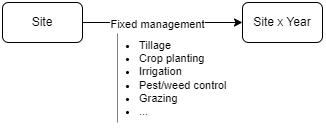 Site
Fixed management
Site x Year
• Tillage
• Crop planting
• Irrigation
• Pest/weed control
• Grazing
• ...